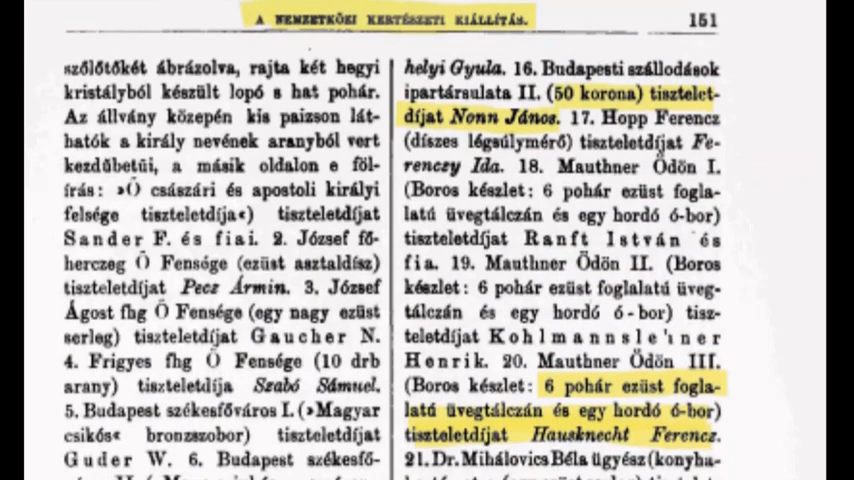 A NEMZETKÖZI KERTÉSZETI KIÁLLÍTÁS.
151
szőlőtőkét ábrázolva, rajta két hegyi
kristályból készült lopó s hat pohár.
Az állvány közepén kis paizson lát-
hatók a király nevének aranyból vert
kezdőbetűi, a másik oldalon e föl-
írás: »Ő császári és apostoli királyi
felsége tiszteletdíja«) tiszteletdíjat
Sander F. és fiai. 2. József fő-
herczeg Ő Fensége (ezüst asztaldísz)
tiszteletdíjat Pecz Ármin. 3. József
Ágost fhg Ő Fensége (egy nagy ezüst
serleg) tiszteletdíjat Gaucher N.
4. Frigyes fhg Ő Fensége (10 drb
arany) tiszteletdíja Szabó Sámuel.
5. Budapest székesfőváros I. (»Magyar
csikós« bronzszobor) tiszteletdíjat
Guder W. 6. Budapest székesfő-
helyi Gyula. 16. Budapesti szállodások
ipartársulata II. (50 korona) tisztelet-
díjat Nonn János. 17. Hopp Ferencz
(díszes légsúlymérő) tiszteletdíjat Fe-
renczy Ida. 18. Mauthner Ödön I.
(Boros készlet: 6 pohár ezüst fogla-
latú üvegtálczán és egy hordó ó-bor)
tiszteletdíjat Ranft István és
fia. 19. Mauthner Ödön II. (Boros
készlet: 6 pohár ezüst foglalatú üveg-
tálczán és egy hordó ó-bor) tisz-
teletdíjat Kohlmannslehner
Henrik. 20. Mauthner Ödön III.
(Boros készlet: 6 pohár ezüst fogla-
latú üvegtálczán és egy hordó ó-bor)
tiszteletdíjat Hausknecht Ferencz.
21. Dr. Mihálovics Béla ügyész (konyha-